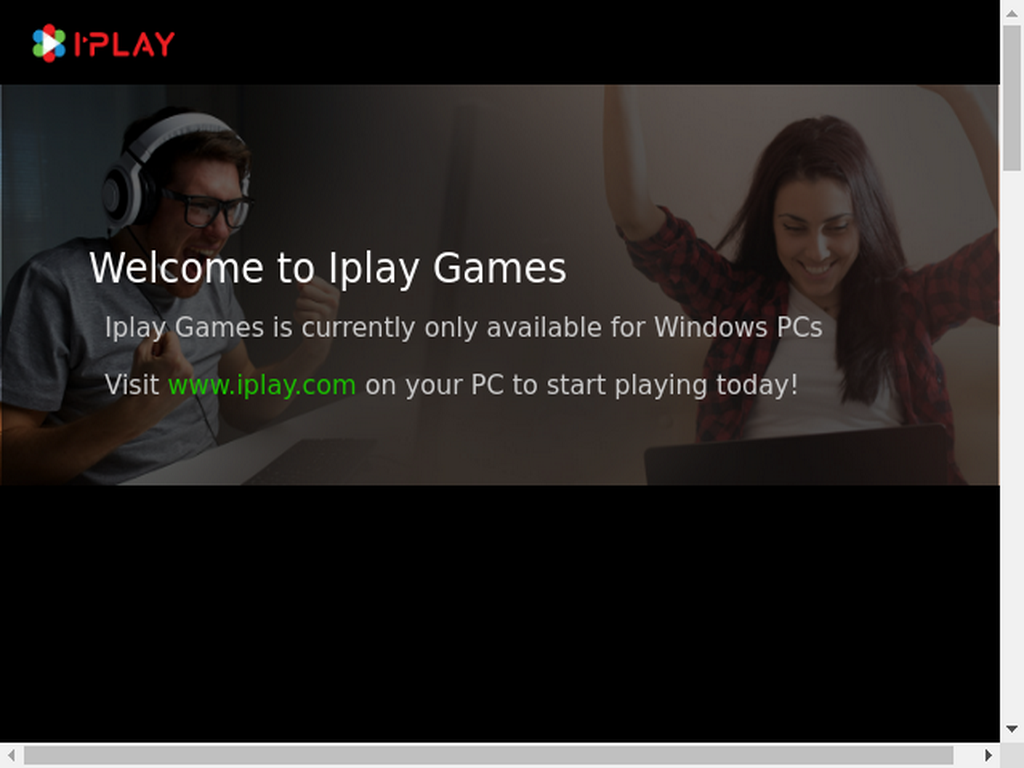 I·PLAY
Welcome to Iplay Games
Iplay Games is currently only available for Windows PCs
Visit www.iplay.com on your PC to start playing today!